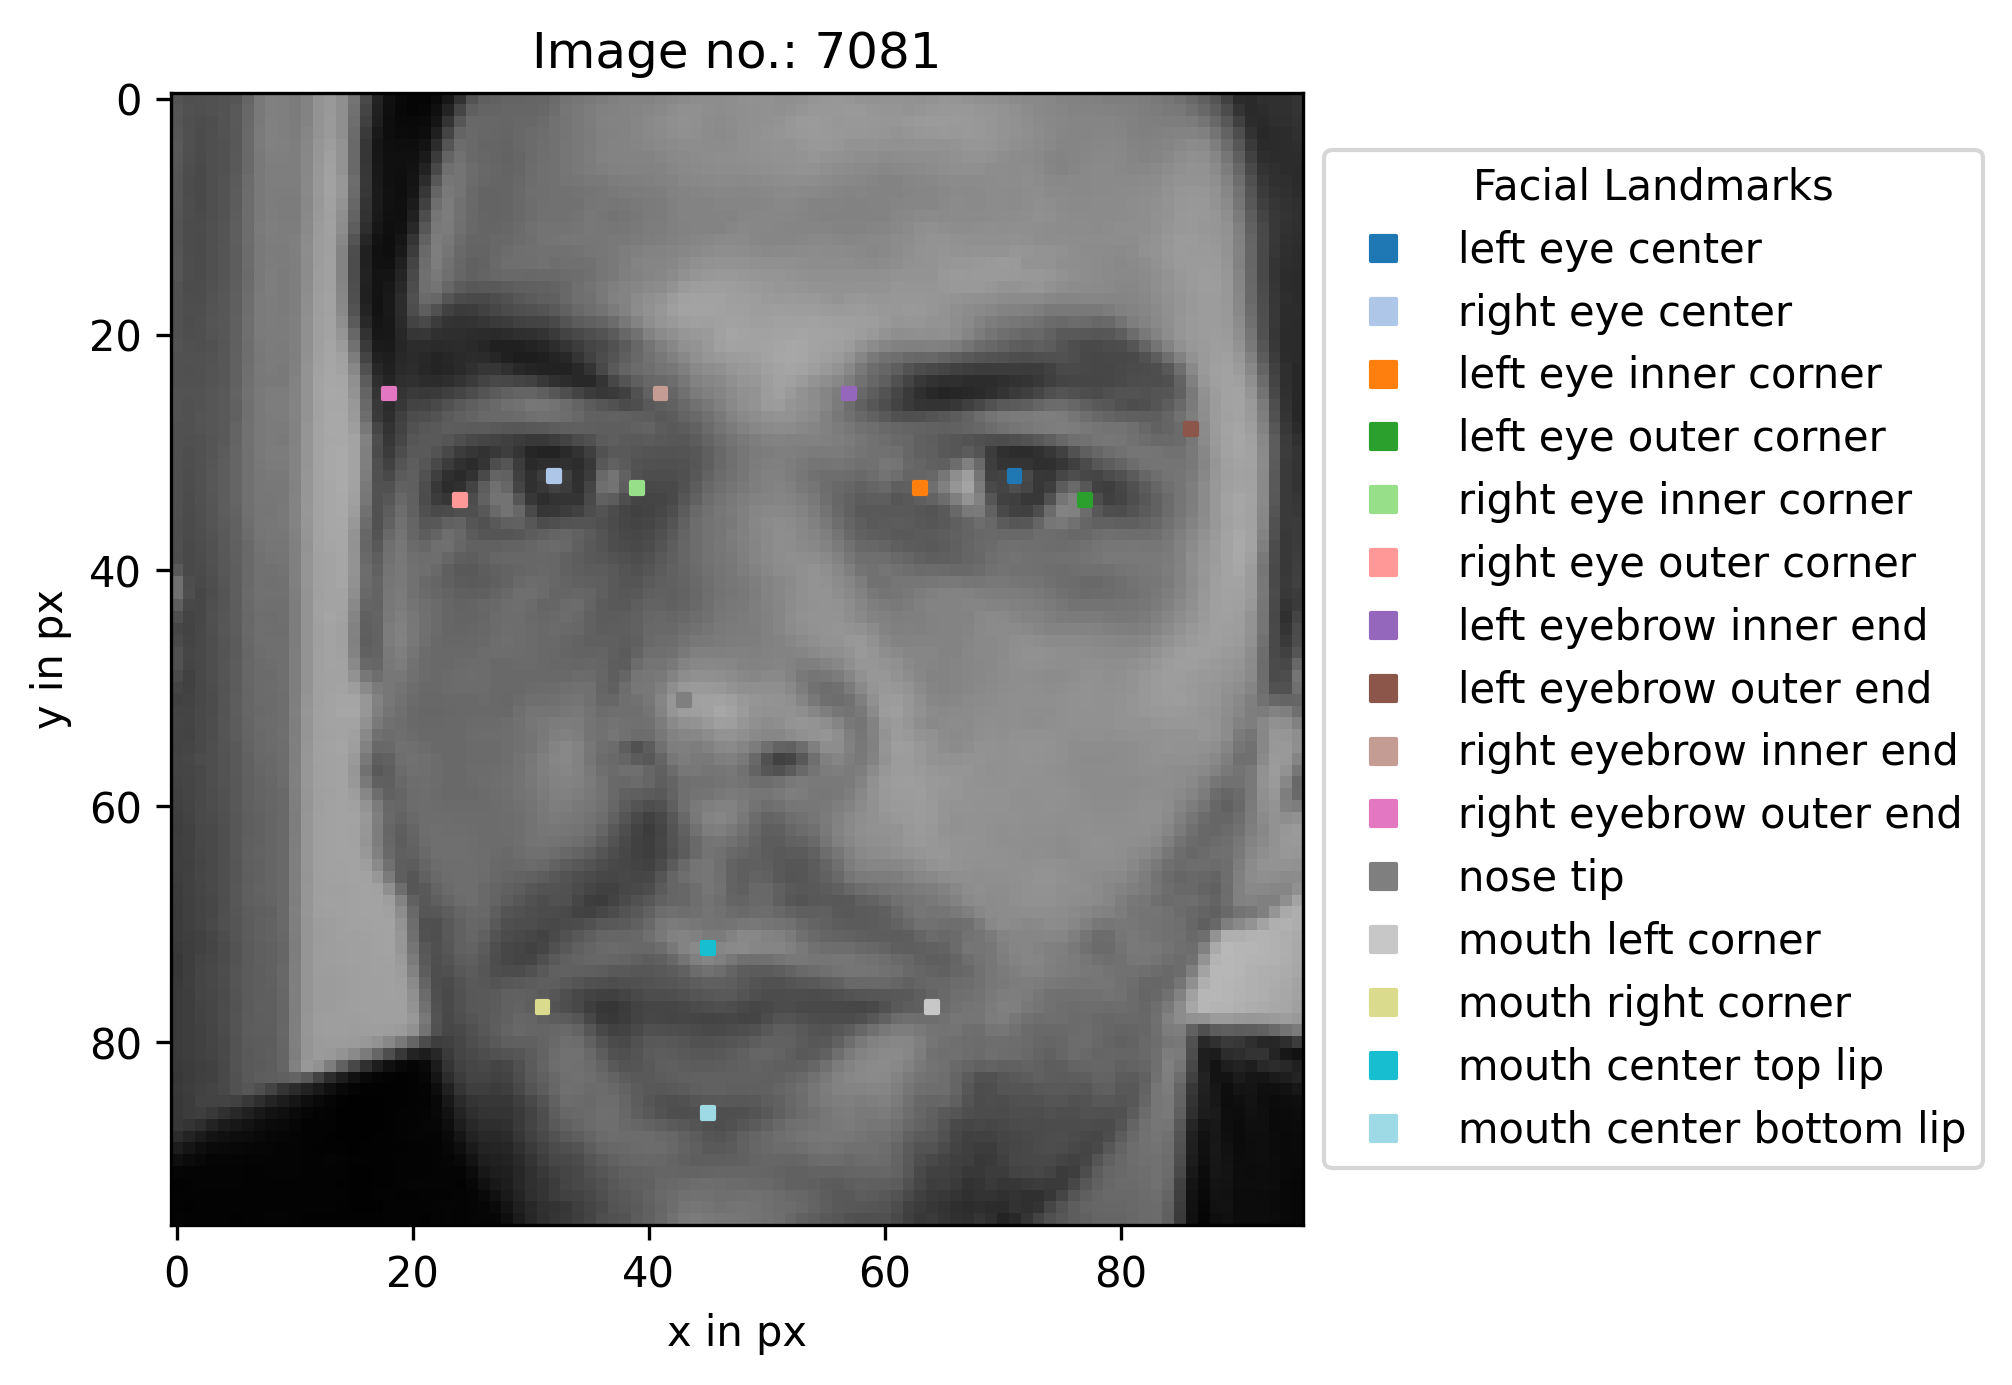 Image no.: 7081
0
20
40
60
80
y in px
0 20 40 60 80
x in px
Facial Landmarks
left eye center
right eye center
left eye inner corner
left eye outer corner
right eye inner corner
right eye outer corner
left eyebrow inner end
left eyebrow outer end
right eyebrow inner end
right eyebrow outer end
nose tip
mouth left corner
mouth right corner
mouth center top lip
mouth center bottom lip